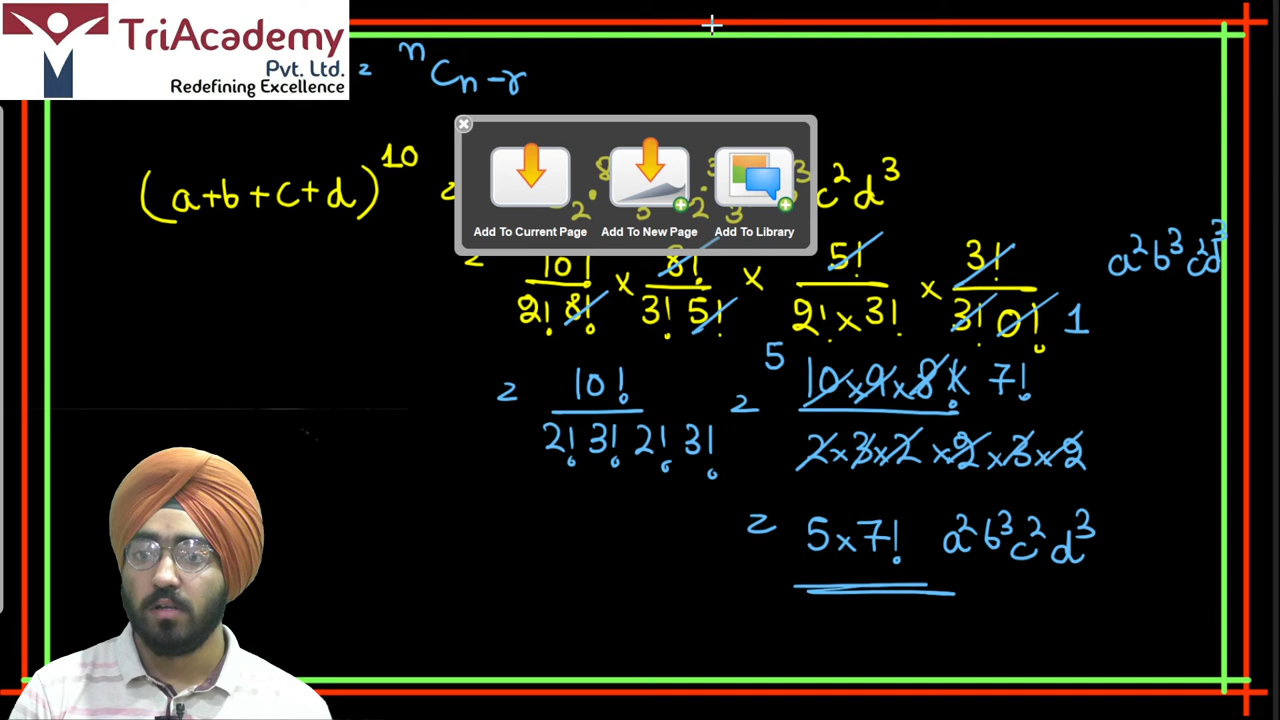 TriAcademy
Pvt. Ltd.
Redefining Excellence
= ⁿCₙ₋ᵣ
(a+b+c+d)¹⁰ = c²d³
Add To Current Page Add To New Page Add To Library
a²b³c²d³
= 10!/2! 8! × 8!/3! 5! × 5!/2! × 3! × 3!/3! 0! 1
= 10!/2! 3! 2! 3! = 5 10×9×8× 7!/2×3×2×2×3×2
= 5×7! a²b³c²d³